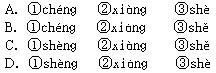 A. ①chéng ②xiàng ③shè
B. ①chéng ②xiāng ③shě
C. ①shèng ②xiàng ③shě
D. ①shèng ②xiāng ③shè